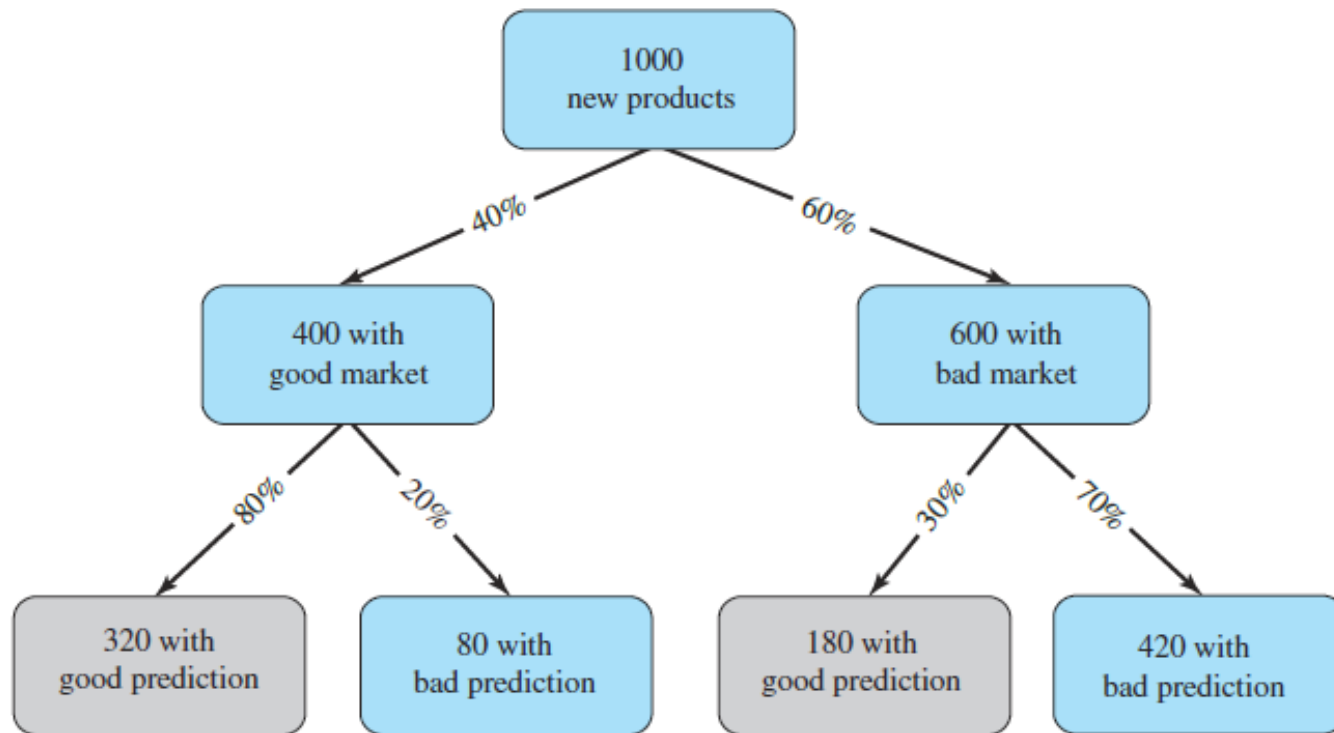 1000
new products
40%
60%
400 with
good market
600 with
bad market
80%
20%
30%
70%
320 with
good prediction
80 with
bad prediction
180 with
good prediction
420 with
bad prediction